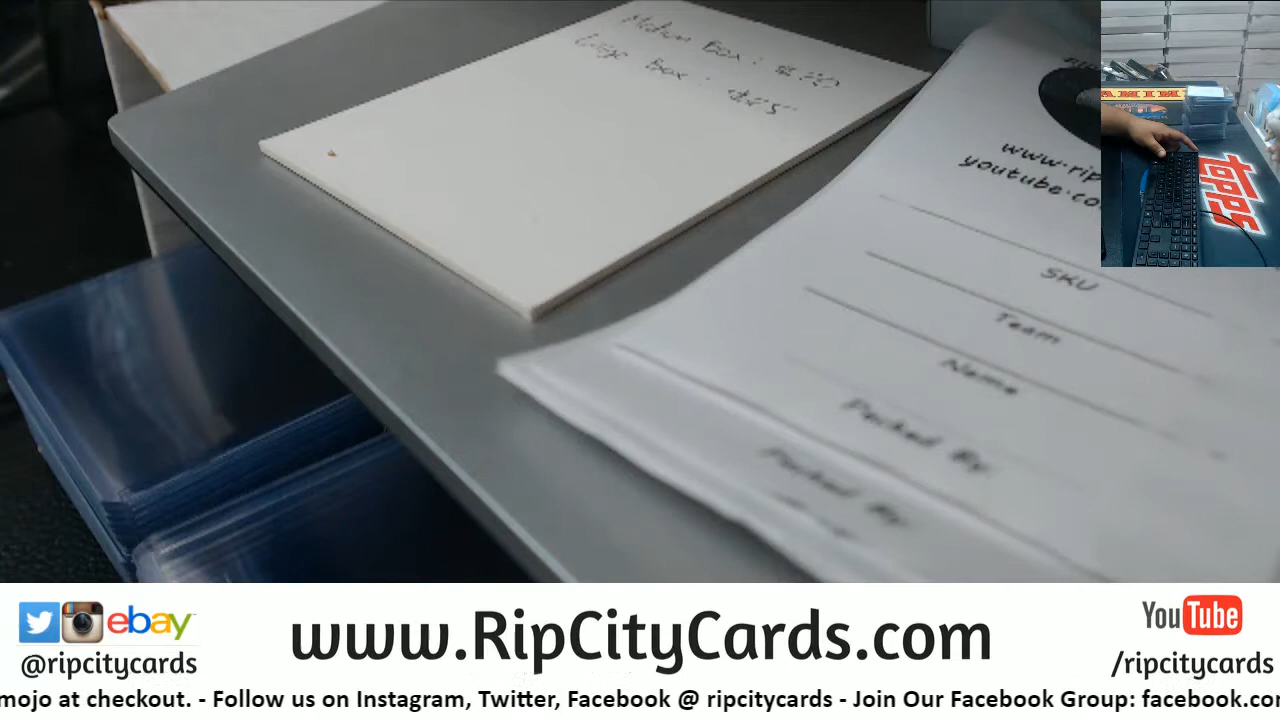 Medium Box : $20
Large Box : $25
www.rip
youtube.co
SKU
Team
Name
Packed By
Packed By
topps
ebay
@ripcitycards
www.RipCityCards.com
YouTube
/ripcitycards
mojo at checkout. - Follow us on Instagram, Twitter, Facebook @ ripcitycards - Join Our Facebook Group: facebook.co